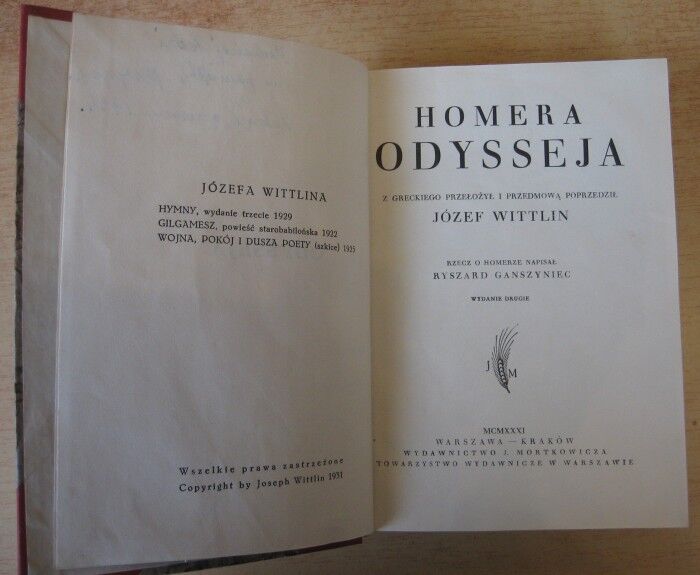 JÓZEFA WITTLINA
HYMNY, wydanie trzecie 1929
GILGAMESZ, powieść starobabilońska 1922
WOJNA, POKÓJ I DUSZA POETY (szkice) 1925
Wszelkie prawa zastrzeżone
Copyright by Joseph Wittlin 1931
HOMERA
ODYSSEJA
Z GRECKIEGO PRZEŁOŻYŁ I PRZEDMOWĄ POPRZEDZIŁ
JÓZEF WITTLIN
RZECZ O HOMERZE NAPISAŁ
RYSZARD GANSZYNIEC
WYDANIE DRUGIE
J M
MCMXXXI
WARSZAWA — KRAKÓW
WYDAWNICTWO J. MORTKOWICZA
TOWARZYSTWO WYDAWNICZE W WARSZAWIE